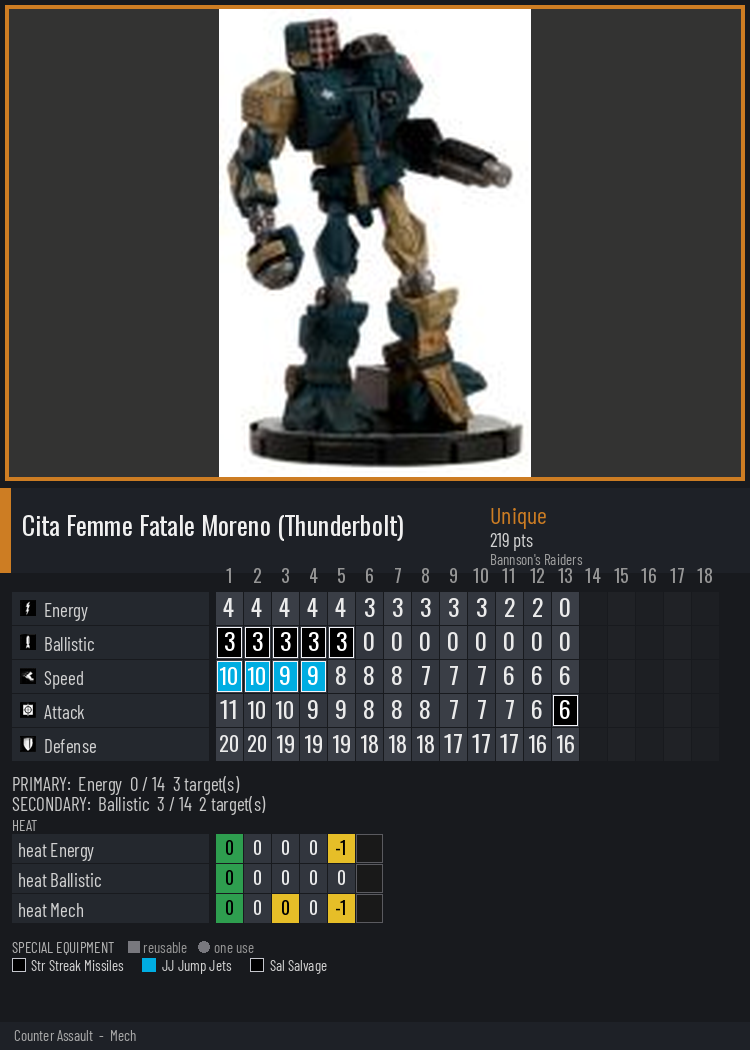 Cita Femme Fatale Moreno (Thunderbolt)
Unique
219 pts
Bannson's Raiders
1 2 3 4 5 6 7 8 9 10 11 12 13 14 15 16 17 18
Energy 4 4 4 4 4 3 3 3 3 3 2 2 0
Ballistic 3 3 3 3 3 0 0 0 0 0 0 0 0
Speed 10 10 9 9 8 8 8 7 7 7 6 6 6
Attack 11 10 10 9 9 8 8 8 7 7 7 6 6
Defense 20 20 19 19 19 18 18 18 17 17 17 16 16
PRIMARY: Energy 0 / 14 3 target(s)
SECONDARY: Ballistic 3 / 14 2 target(s)
HEAT
heat Energy 0 0 0 0 -1
heat Ballistic 0 0 0 0 0
heat Mech 0 0 0 0 -1
SPECIAL EQUIPMENT reusable one use
Str Streak Missiles JJ Jump Jets Sal Salvage
Counter Assault - Mech